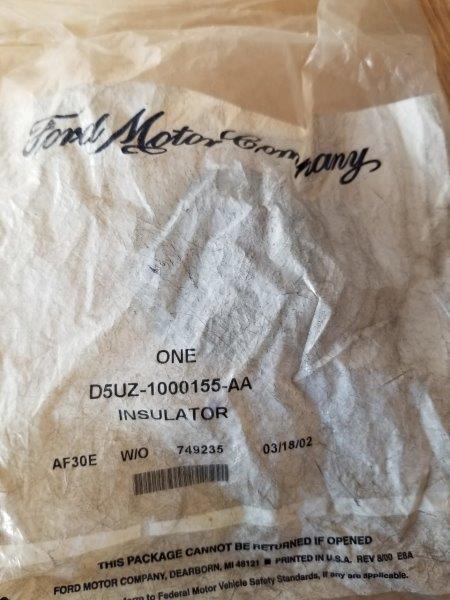 Ford Motor Company
ONE
D5UZ-1000155-AA
INSULATOR
AF30E W/O 749235 03/18/02
THIS PACKAGE CANNOT BE RETURNED IF OPENED
FORD MOTOR COMPANY, DEARBORN, MI 48121 ■ PRINTED IN U.S.A. REV 8/00 E8A
form to Federal Motor Vehicle Safety Standards, if any are applicable.